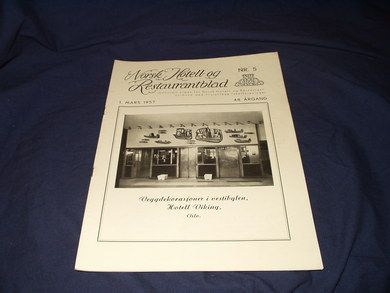 Norsk Hotell og
Restaurantblad
NR. 5
1. MARS 1957
46. ÅRGANG
Veggdekorasjoner i vestibylen,
Hotell Viking,
Oslo.